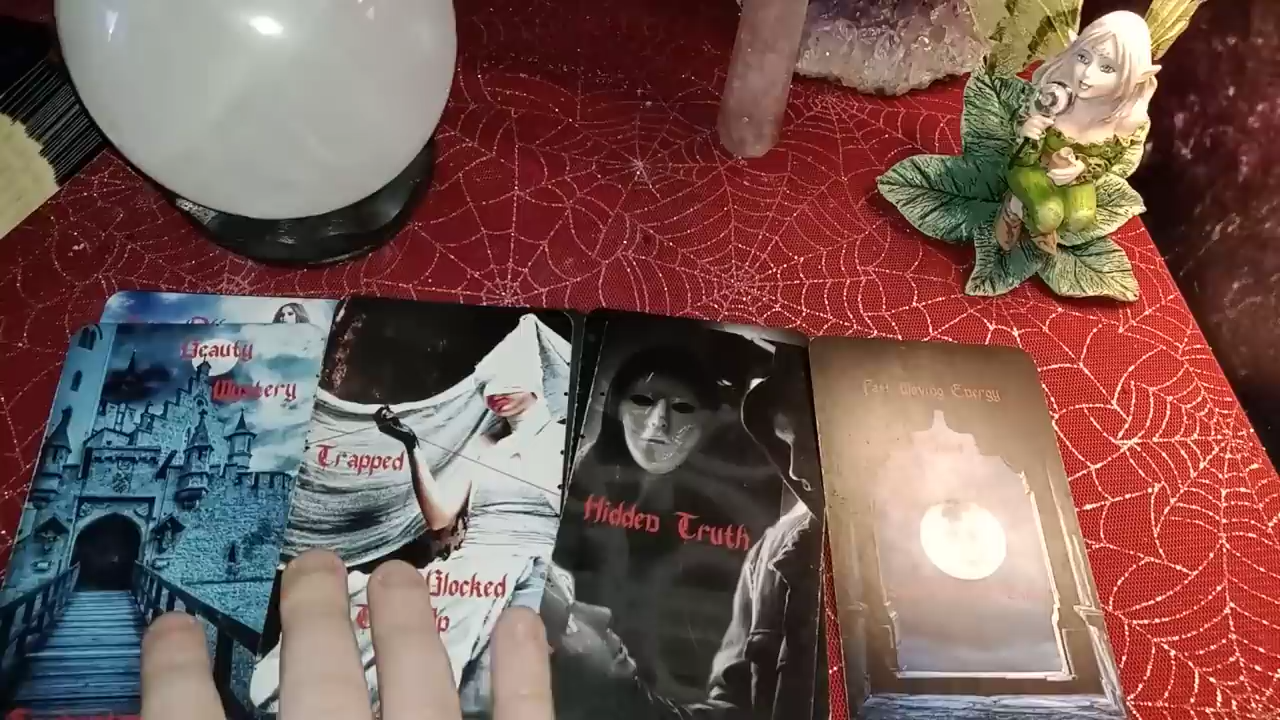 Beauty
Mystery
Trapped
Blocked
Hidden Truth
Fast Moving Energy